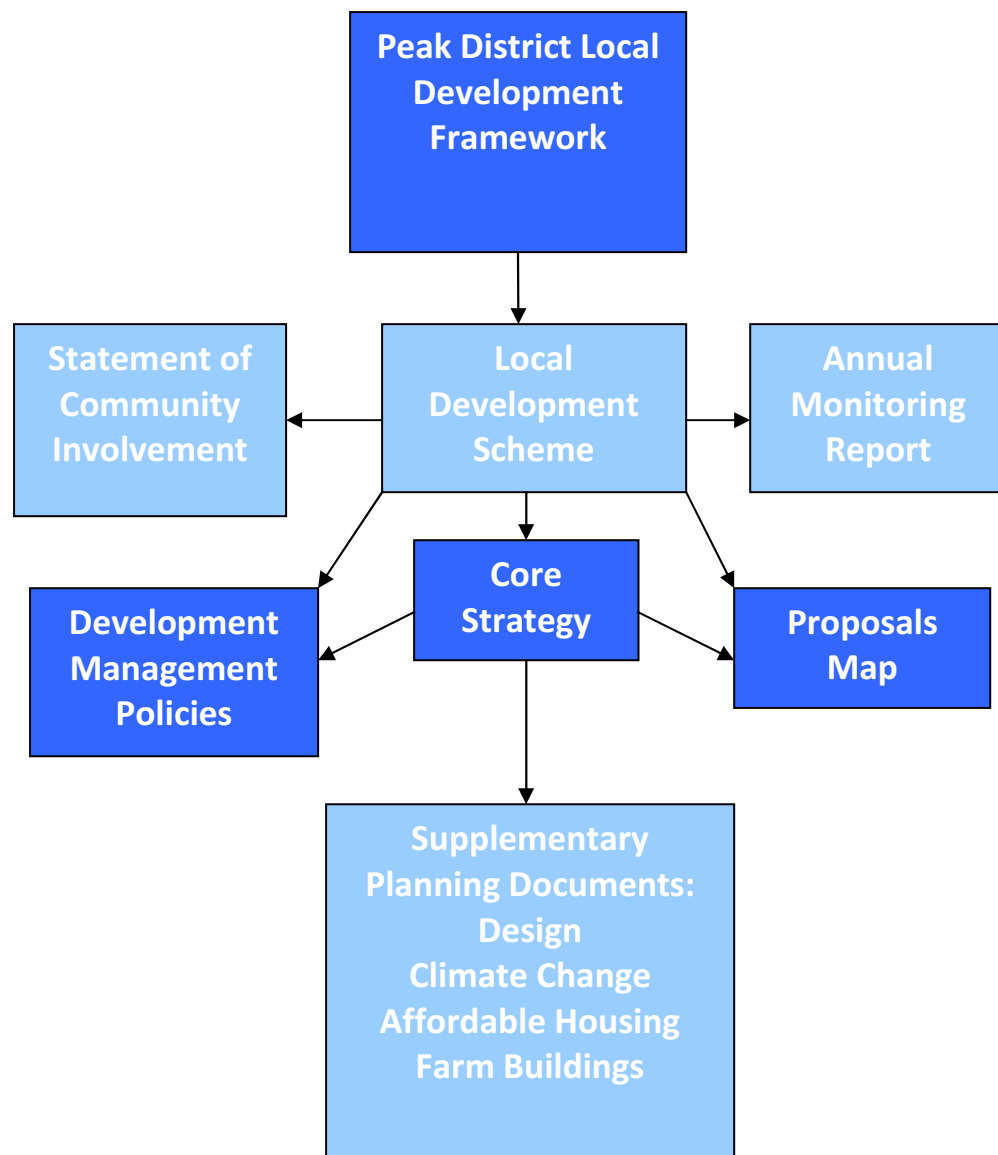 Peak District Local
Development
Framework
Statement of
Community
Involvement
Local
Development
Scheme
Annual
Monitoring
Report
Core
Strategy
Development
Management
Policies
Proposals
Map
Supplementary
Planning Documents:
Design
Climate Change
Affordable Housing
Farm Buildings